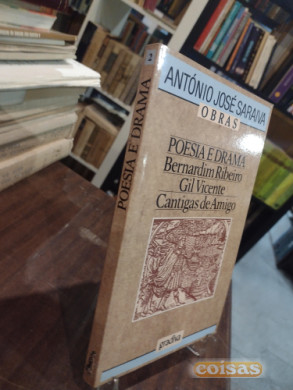 ANTÓNIO JOSÉ SARAIVA
OBRAS
POESIA E DRAMA
Bernardim Ribeiro
Gil Vicente
Cantigas de Amigo
gradiva
POESIA E DRAMA
2
coisas